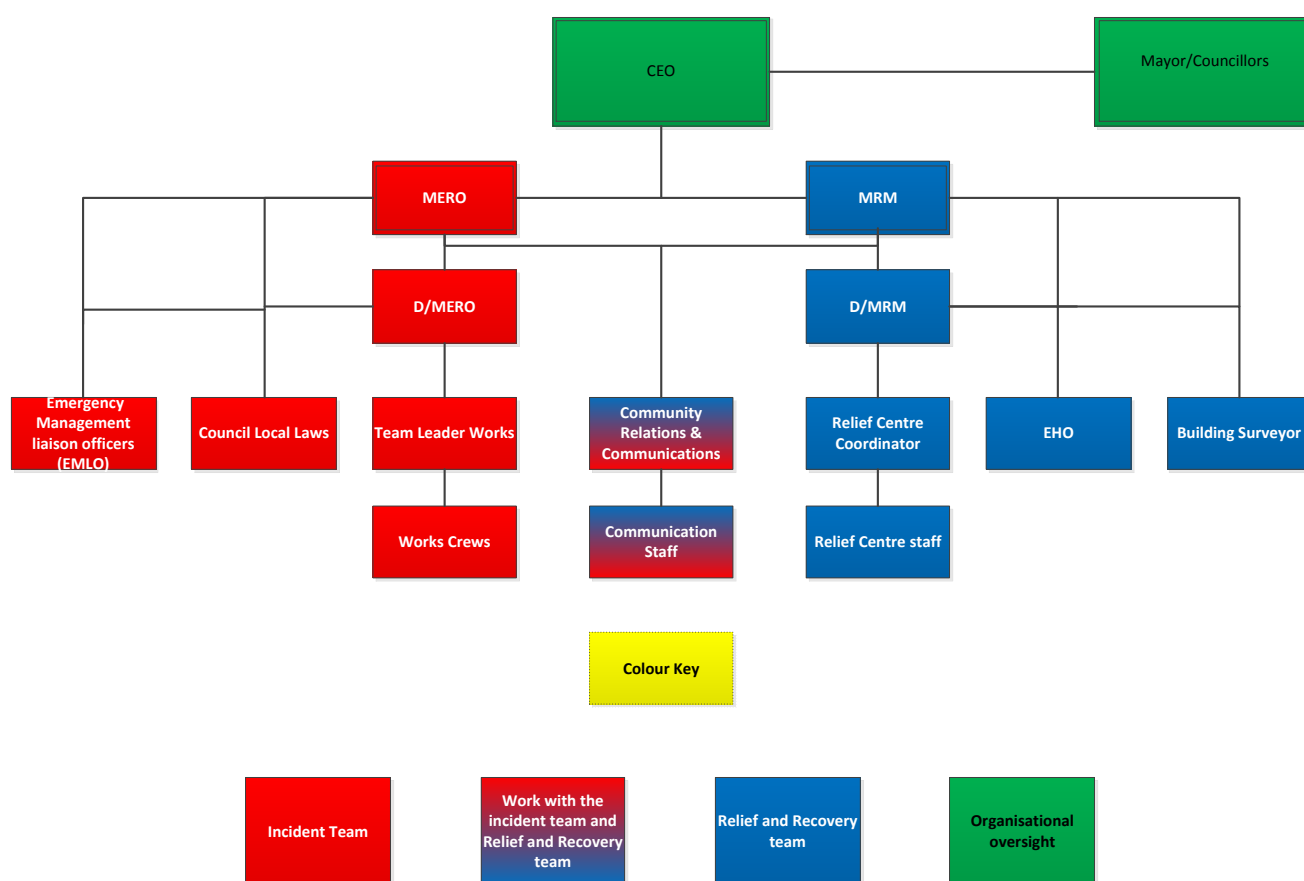 CEO
Mayor/Councillors
MERO
MRM
D/MERO
D/MRM
Emergency
Management
liaison officers
(EMLO)
Council Local Laws
Team Leader Works
Community
Relations &
Communications
Relief Centre
Coordinator
EHO
Building Surveyor
Works Crews
Communication
Staff
Relief Centre staff
Colour Key
Incident Team
Work with the
incident team and
Relief and Recovery
team
Relief and Recovery
team
Organisational
oversight